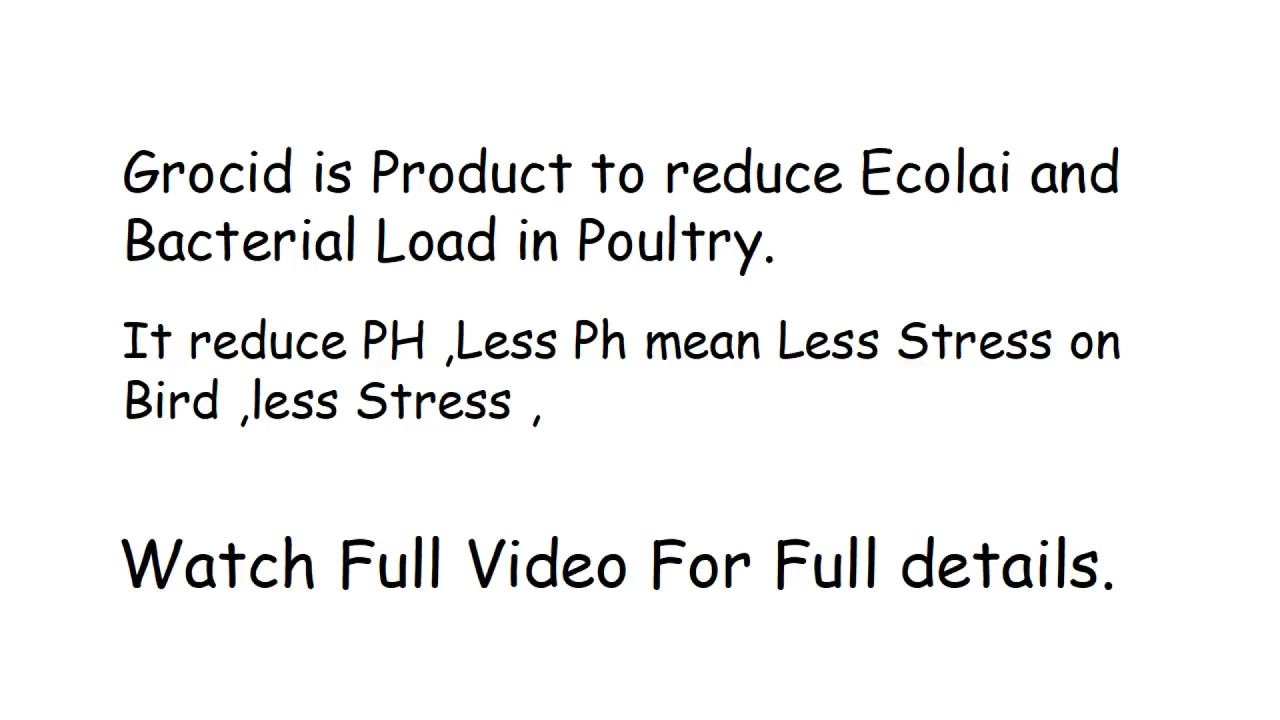 Grocid is Product to reduce Ecolai and
Bacterial Load in Poultry.
It reduce PH ,Less Ph mean Less Stress on
Bird ,less Stress ,
Watch Full Video For Full details.